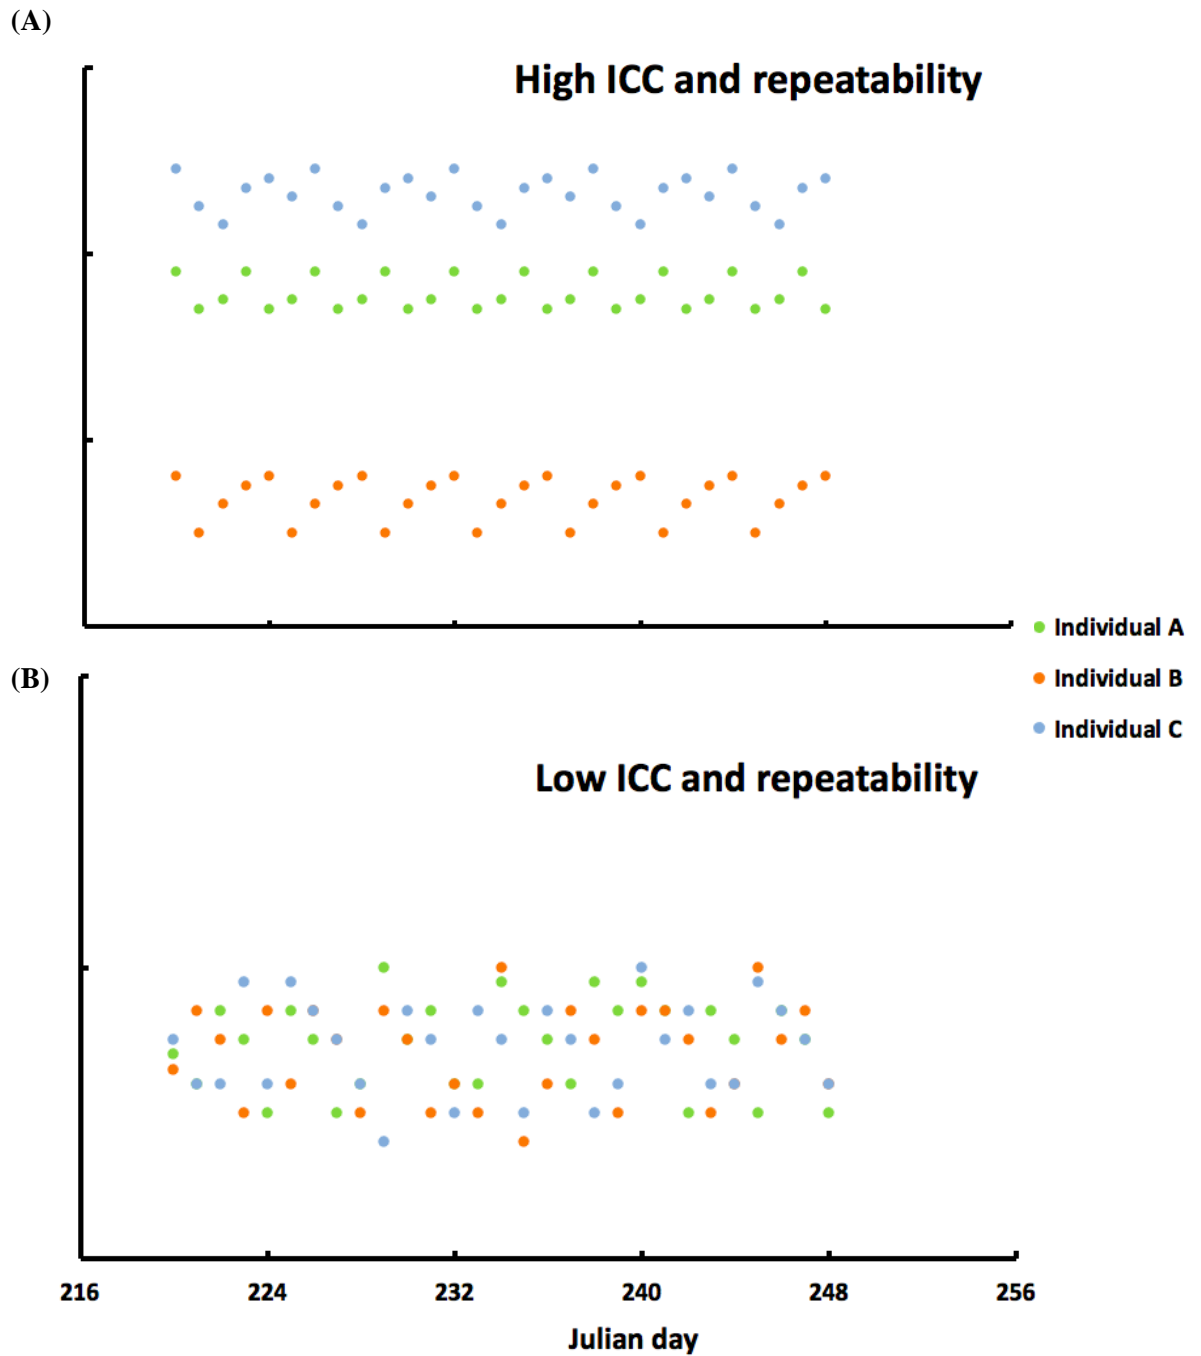 (A)
High ICC and repeatability
Individual A
(B)
Individual B
Individual C
Low ICC and repeatability
216 224 232 240 248 256
Julian day